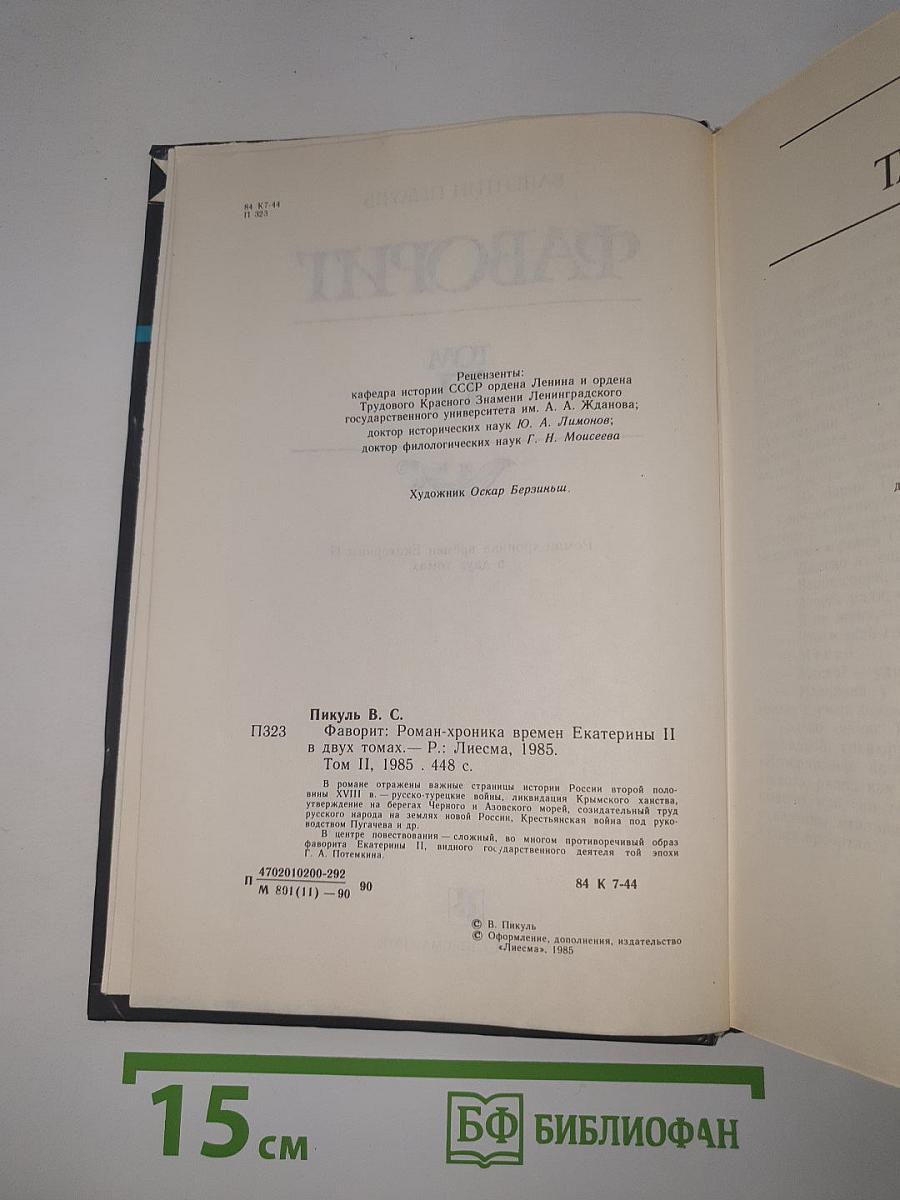 84 К7-44
П 323
Рецензенты:
кафедра истории СССР ордена Ленина и ордена
Трудового Красного Знамени Ленинградского
государственного университета им. А. А. Жданова;
доктор исторических наук Ю. А. Лимонов;
доктор филологических наук Г. Н. Моисеева
Художник Оскар Берзиньш.
Пикуль В. С.
П323 Фаворит: Роман-хроника времен Екатерины II
в двух томах.— Р.: Лиесма, 1985.
Том II, 1985 . 448 с.
В романе отражены важные страницы истории России второй поло-
вины XVIII в. — русско-турецкие войны, ликвидация Крымского ханства,
утверждение на берегах Черного и Азовского морей, созидательный труд
русского народа на землях новой России, Крестьянская война под руко-
водством Пугачева и др.
В центре повествования — сложный, во многом противоречивый образ
фаворита Екатерины II, видного государственного деятеля той эпохи
Г. А. Потемкина.
П 4702010200-292 90
М 801(11) — 90
84 К 7-44
© В. Пикуль
© Оформление, дополнения, издательство
«Лиесма», 1985
15 см
БФ БИБЛИОФАН